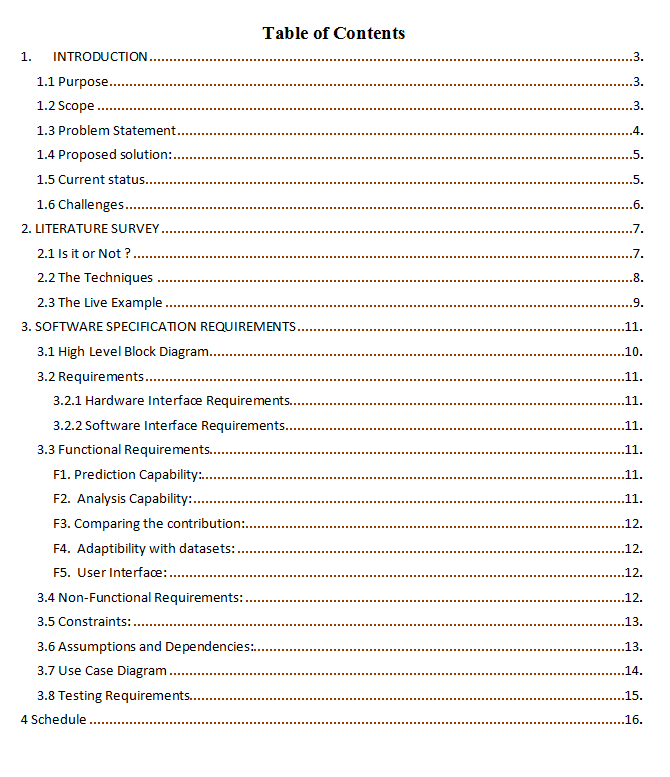 Table of Contents
1. INTRODUCTION........................................3.
1.1 Purpose........................................3.
1.2 Scope ........................................3.
1.3 Problem Statement........................................4.
1.4 Proposed solution:........................................5.
1.5 Current status........................................5.
1.6 Challenges........................................6.
2. LITERATURE SURVEY........................................7.
2.1 Is it or Not ?........................................7.
2.2 The Techniques ........................................8.
2.3 The Live Example ........................................9.
3. SOFTWARE SPECIFICATION REQUIREMENTS........................................11.
3.1 High Level Block Diagram........................................10.
3.2 Requirements........................................11.
3.2.1 Hardware Interface Requirements........................................11.
3.2.2 Software Interface Requirements........................................11.
3.3 Functional Requirements........................................11.
F1. Prediction Capability:........................................11.
F2. Analysis Capability:........................................11.
F3. Comparing the contribution:........................................12.
F4. Adaptibility with datasets:........................................12.
F5. User Interface:........................................12.
3.4 Non-Functional Requirements:........................................12.
3.5 Constraints:........................................13.
3.6 Assumptions and Dependencies:........................................13.
3.7 Use Case Diagram ........................................14.
3.8 Testing Requirements........................................15.
4 Schedule ........................................16.